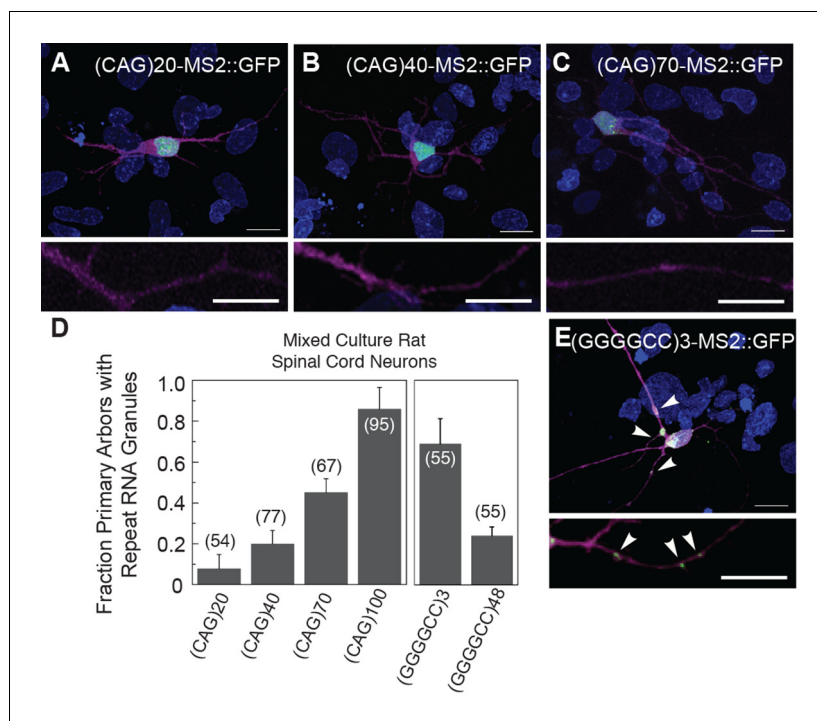 A (CAG)20-MS2::GFP
B (CAG)40-MS2::GFP
C (CAG)70-MS2::GFP
D
Mixed Culture Rat
Spinal Cord Neurons
Fraction Primary Arbors with
Repeat RNA Granules
1.0
0.8
0.6
0.4
0.2
0
(54)
(77)
(67)
(95)
(55)
(55)
(CAG)20
(CAG)40
(CAG)70
(CAG)100
(GGGGCC)3
(GGGGCC)48
E (GGGGCC)3-MS2::GFP